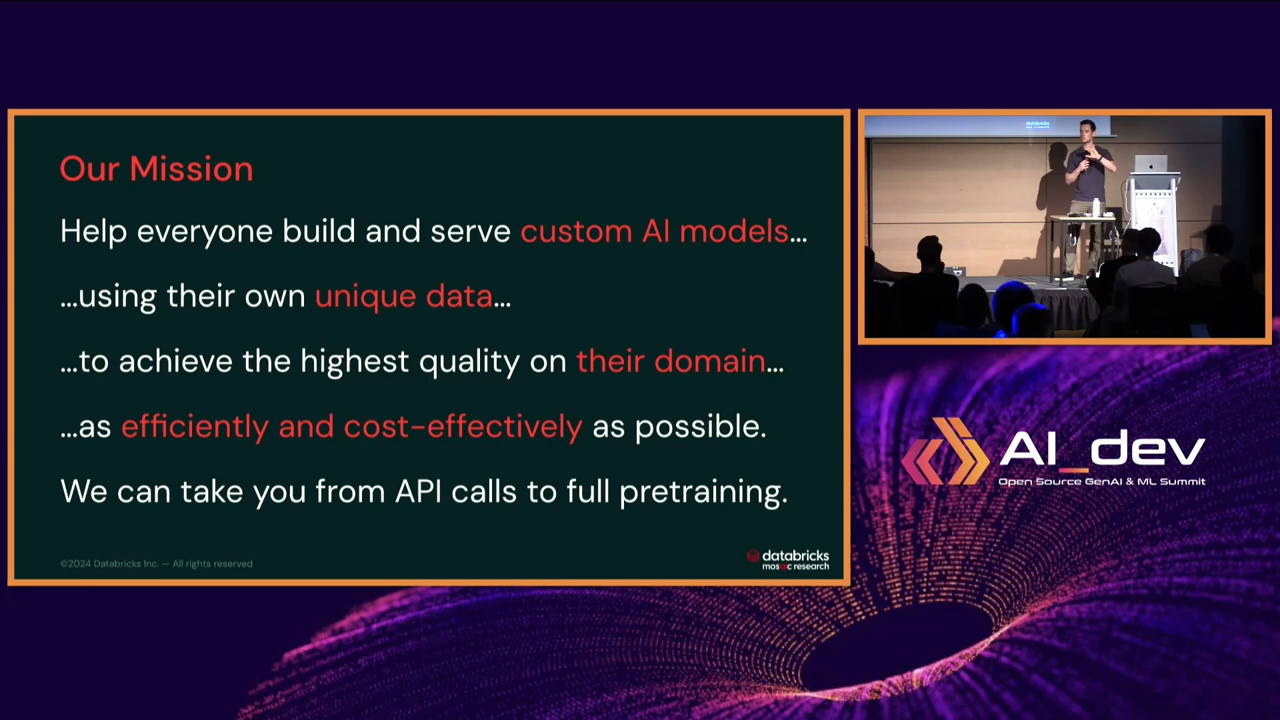 Our Mission
Help everyone build and serve custom AI models...
...using their own unique data...
...to achieve the highest quality on their domain...
...as efficiently and cost-effectively as possible.
We can take you from API calls to full pretraining.
©2024 Databricks Inc. — All rights reserved
databricks
mosaic research
databricks
AI_dev
Open Source GenAI & ML Summit